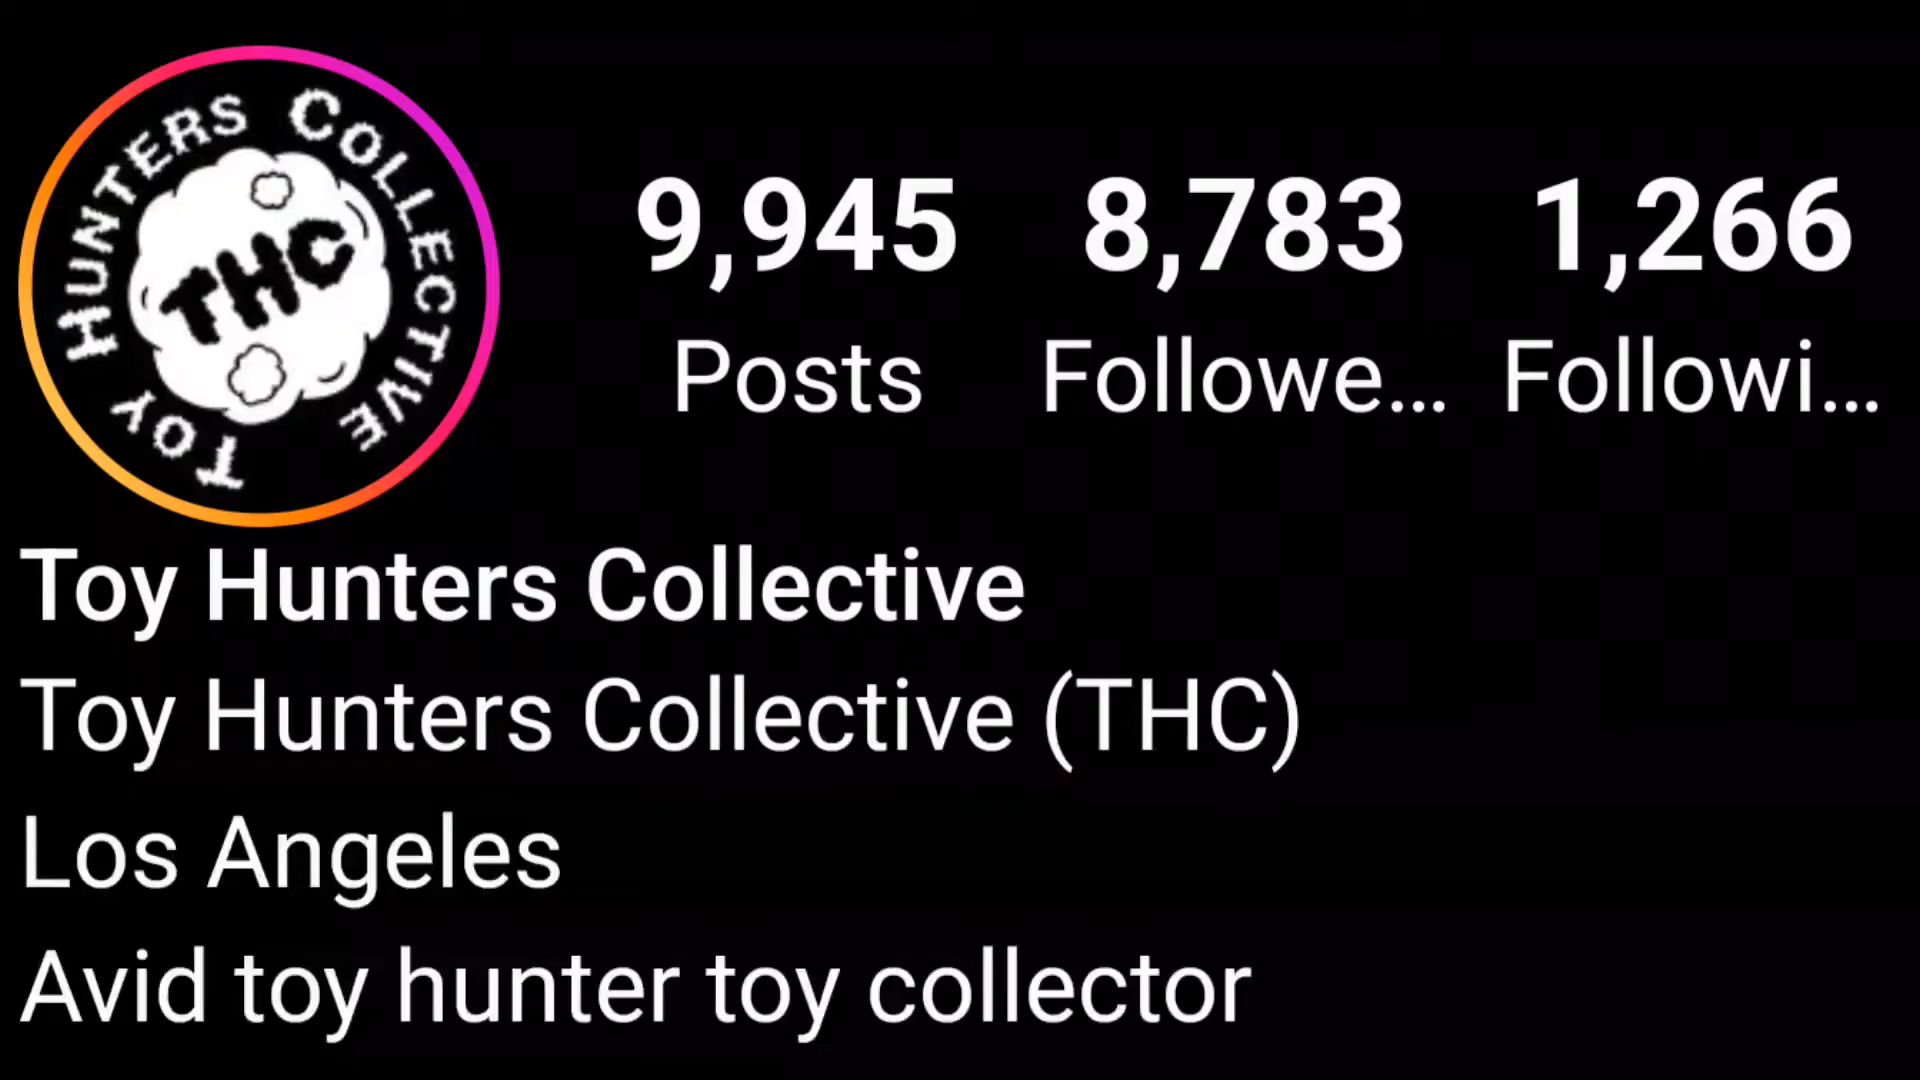 TOY HUNTERS COLLECTIVE
THC
9,945 8,783 1,266
Posts Followe... Followi...
Toy Hunters Collective
Toy Hunters Collective (THC)
Los Angeles
Avid toy hunter toy collector